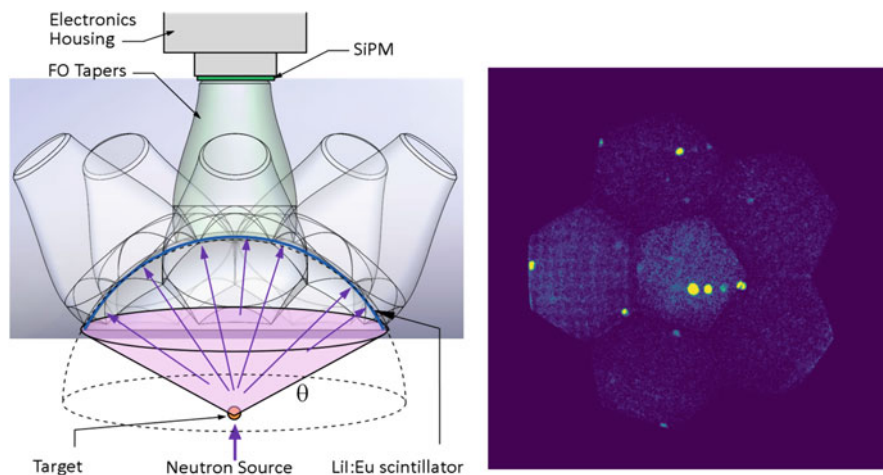 Electronics
Housing
SiPM
FO Tapers
θ
Target
Neutron Source
LiI:Eu scintillator